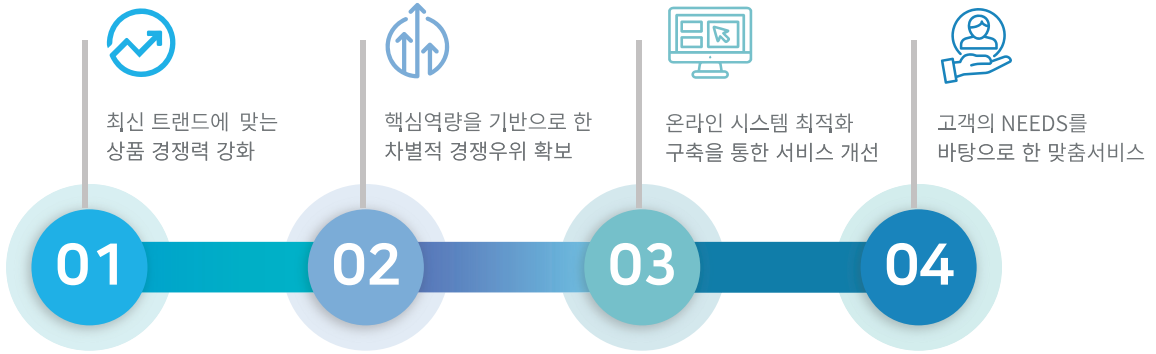 최신 트랜드에 맞는
상품 경쟁력 강화
핵심역량을 기반으로 한
차별적 경쟁우위 확보
온라인 시스템 최적화
구축을 통한 서비스 개선
고객의 NEEDS를
바탕으로 한 맞춤서비스
01
02
03
04